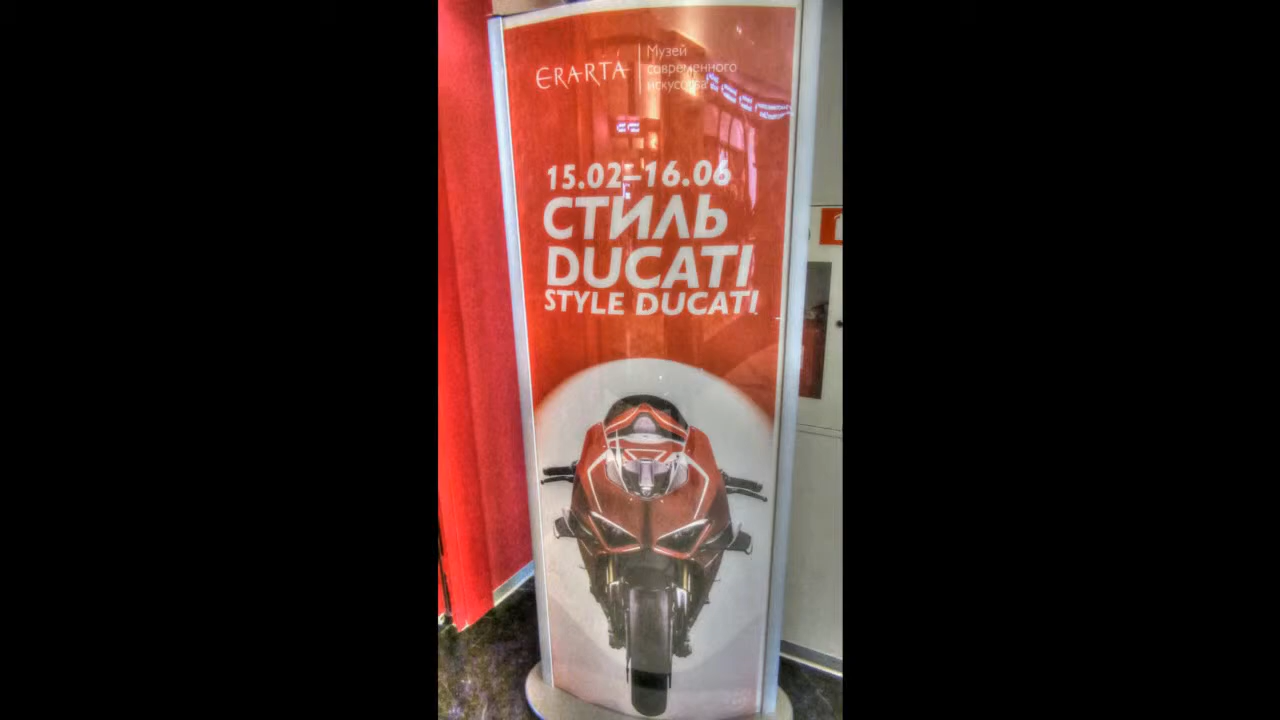 ERARTA
Музей
современного
искусства
15.02–16.06
СТИЛЬ
DUCATI
STYLE DUCATI